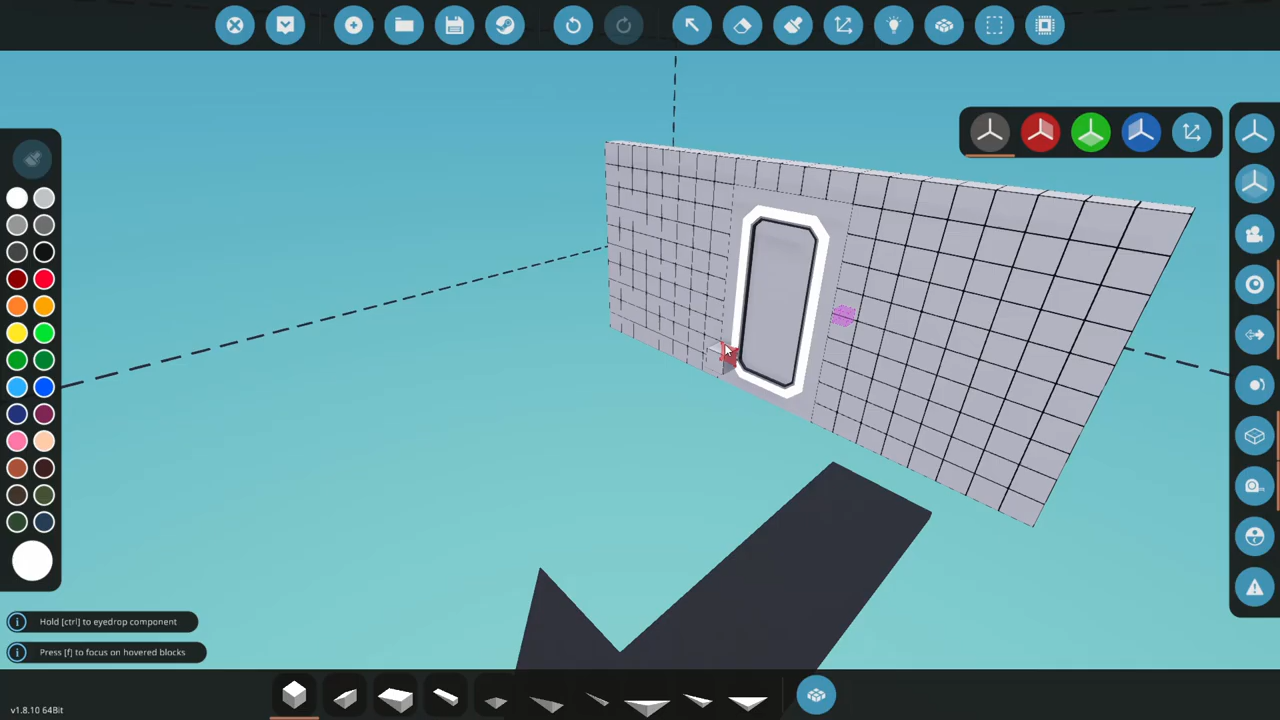 Hold [ctrl] to eyedrop component
Press [f] to focus on hovered blocks
v1.8.10 64Bit